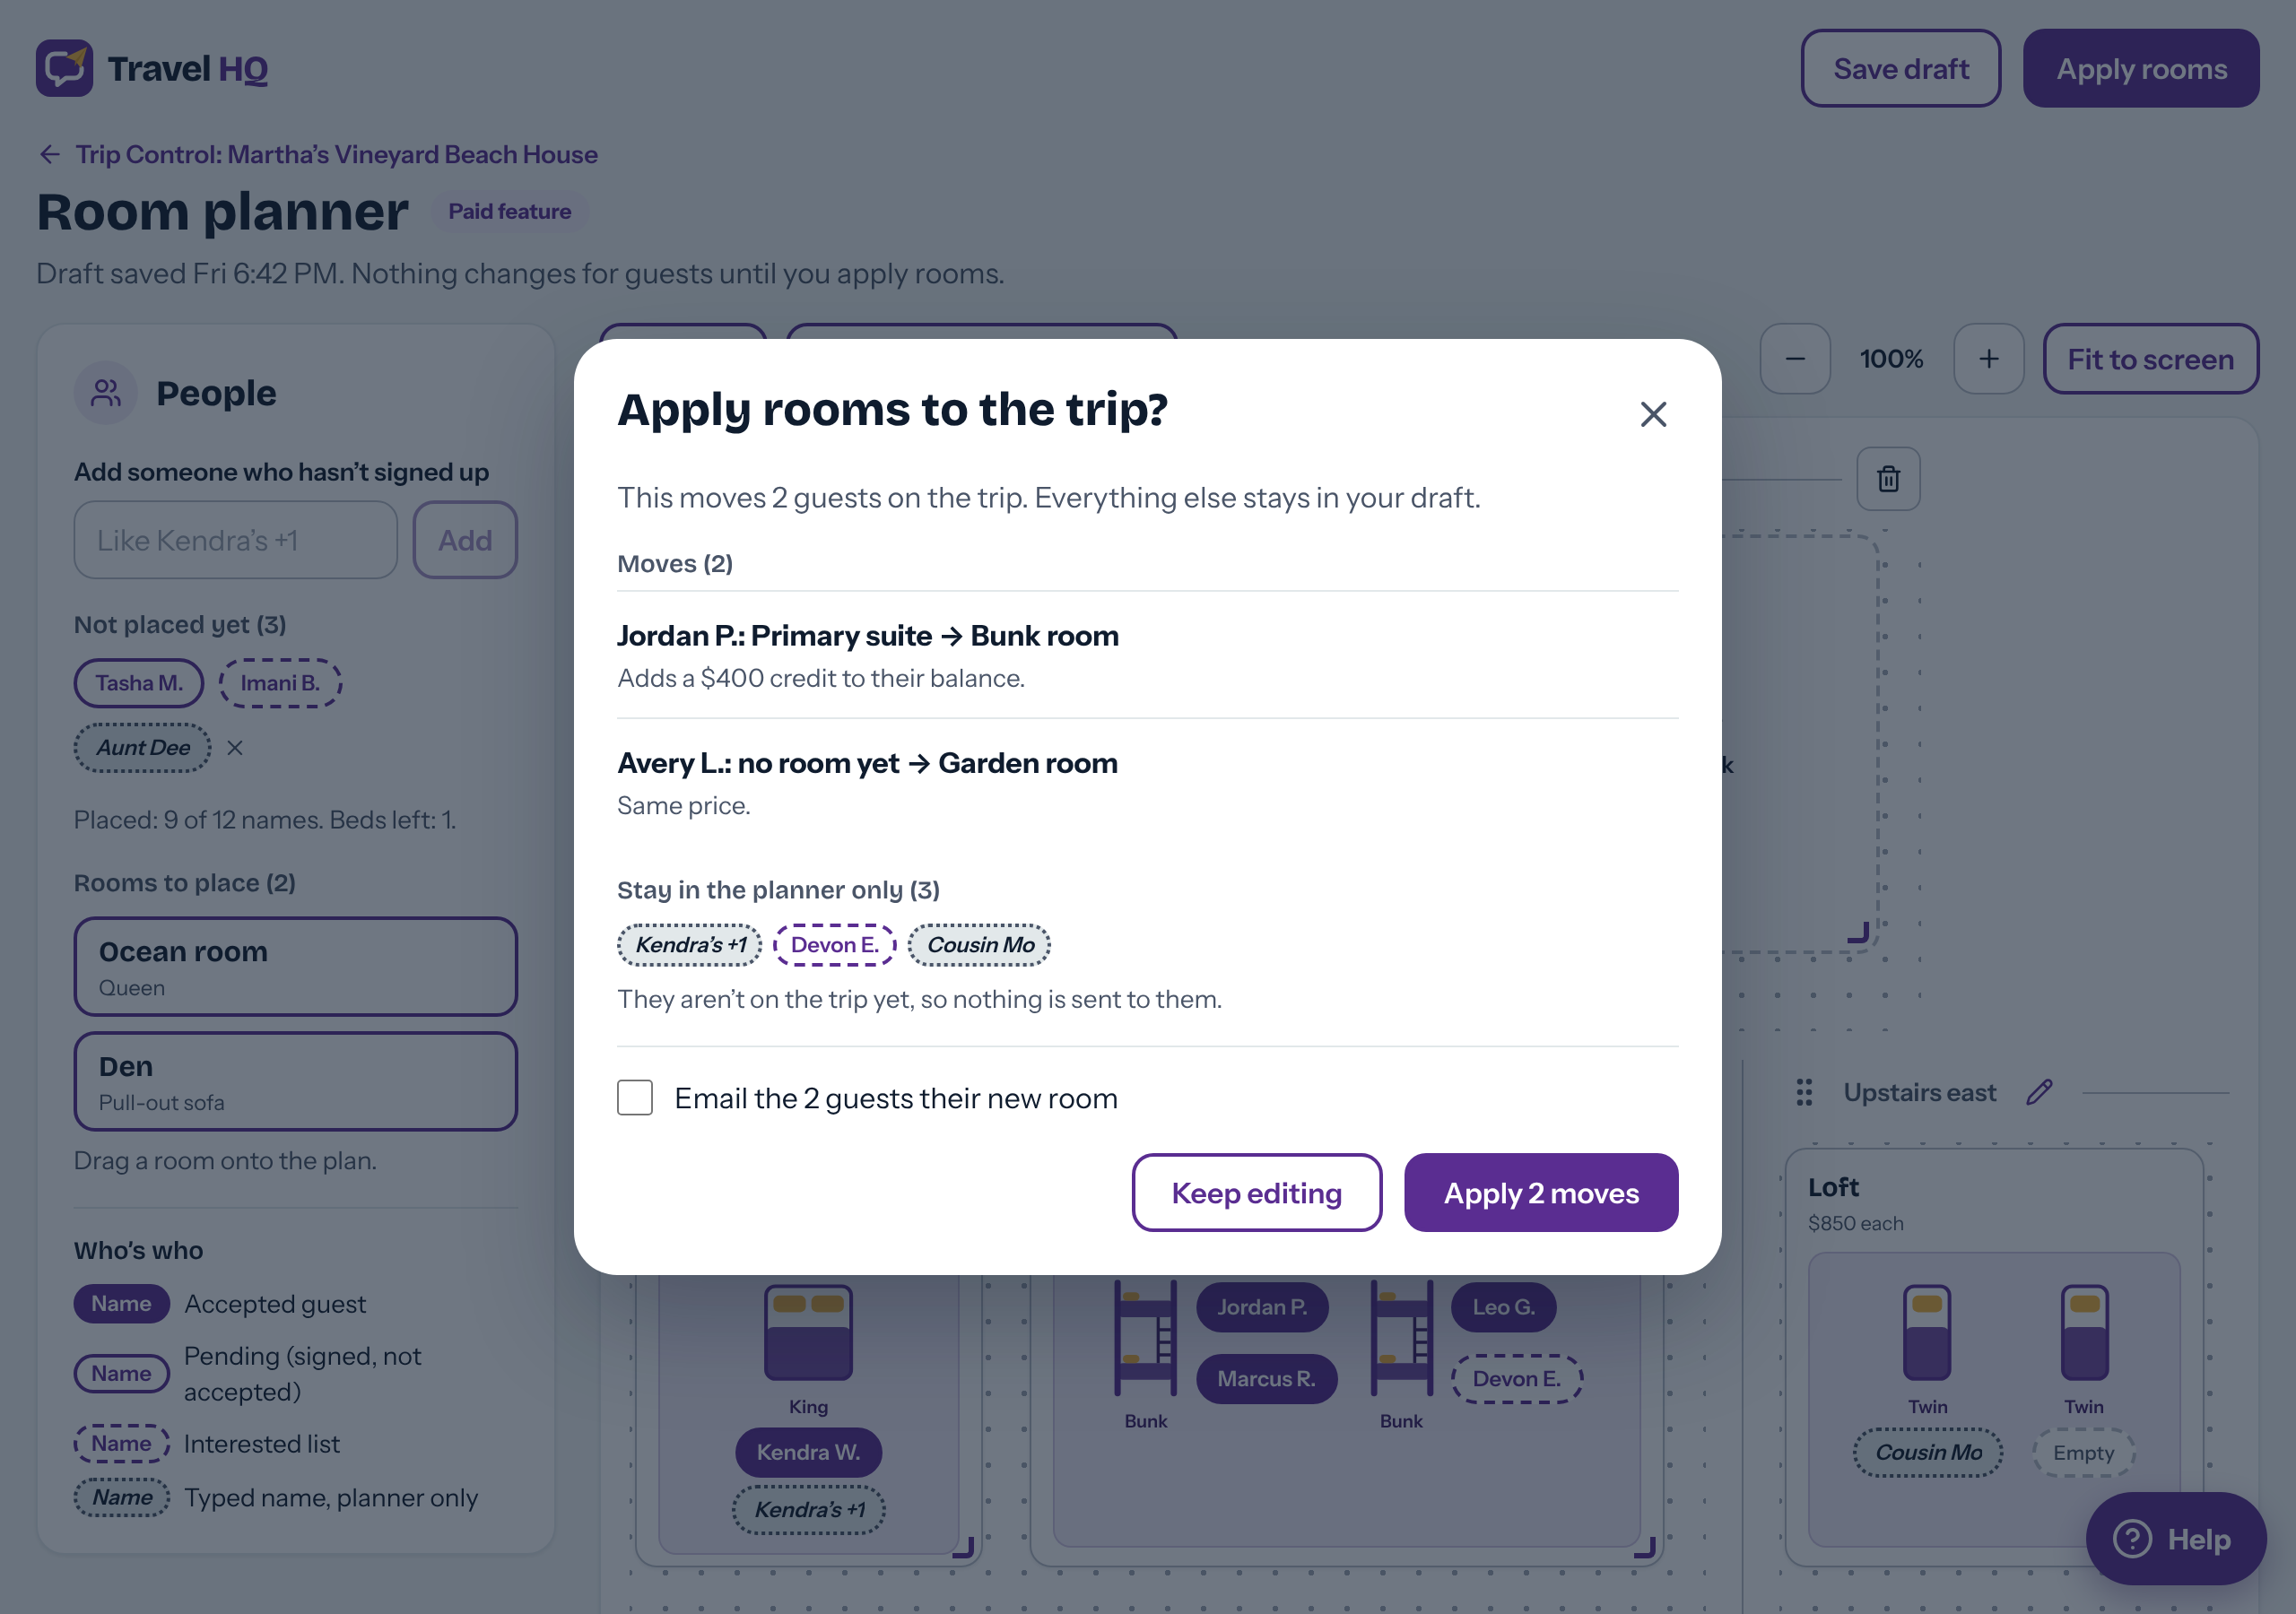 Travel HQ
Save draft
Apply rooms
Trip Control: Martha’s Vineyard Beach House
Room planner
Paid feature
Draft saved Fri 6:42 PM. Nothing changes for guests until you apply rooms.
100%
Fit to screen
People
Add someone who hasn’t signed up
Like Kendra’s +1
Add
Not placed yet (3)
Tasha M.
Imani B.
Aunt Dee
Placed: 9 of 12 names. Beds left: 1.
Rooms to place (2)
Ocean room
Queen
Den
Pull-out sofa
Drag a room onto the plan.
Who’s who
Name Accepted guest
Name Pending (signed, not
accepted)
Name Interested list
Name Typed name, planner only
Apply rooms to the trip?
This moves 2 guests on the trip. Everything else stays in your draft.
Moves (2)
Jordan P.: Primary suite → Bunk room
Adds a $400 credit to their balance.
Avery L.: no room yet → Garden room
Same price.
Stay in the planner only (3)
Kendra’s +1
Devon E.
Cousin Mo
They aren’t on the trip yet, so nothing is sent to them.
Email the 2 guests their new room
Keep editing
Apply 2 moves
King
Kendra W.
Kendra’s +1
Bunk
Jordan P.
Marcus R.
Bunk
Leo G.
Devon E.
Upstairs east
Loft
$850 each
Twin
Cousin Mo
Twin
Empty
Help